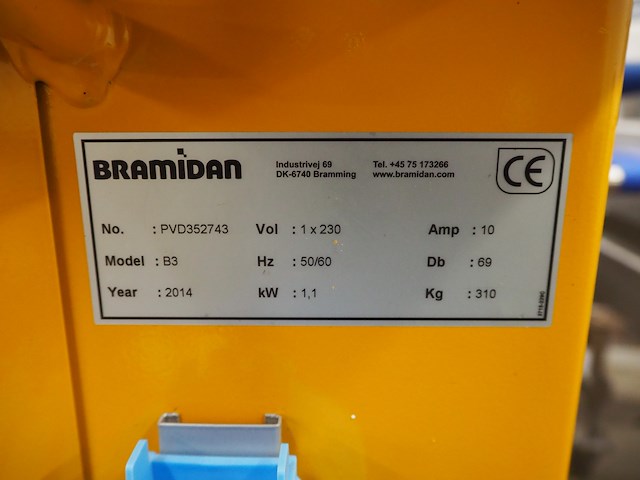 BRAMIDAN
Industrivej 69
DK-6740 Bramming
Tel. +45 75 173266
www.bramidan.com
CE
No. : PVD352743 Vol : 1 x 230 Amp : 10
Model : B3 Hz : 50/60 Db : 69
Year : 2014 kW : 1,1 Kg : 310